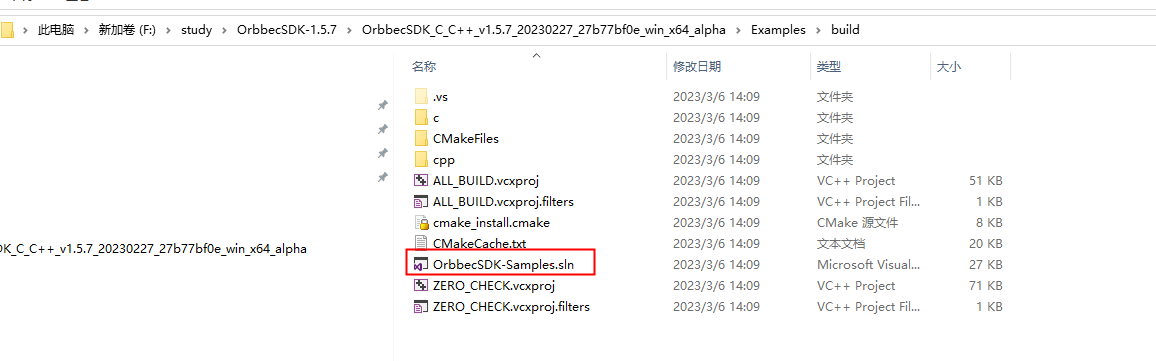 此电脑 > 新加卷 (F:) > study > OrbbecSDK-1.5.7 > OrbbecSDK_C_C++_v1.5.7_20230227_27b77bf0e_win_x64_alpha > Examples > build
名称 修改日期 类型 大小
.vs 2023/3/6 14:09 文件夹
c 2023/3/6 14:09 文件夹
CMakeFiles 2023/3/6 14:09 文件夹
cpp 2023/3/6 14:09 文件夹
ALL_BUILD.vcxproj 2023/3/6 14:09 VC++ Project 51 KB
ALL_BUILD.vcxproj.filters 2023/3/6 14:09 VC++ Project Fil... 1 KB
cmake_install.cmake 2023/3/6 14:09 CMake 源文件 8 KB
DK_C_C++_v1.5.7_20230227_27b77bf0e_win_x64_alpha
CMakeCache.txt 2023/3/6 14:09 文本文档 20 KB
OrbbecSDK-Samples.sln 2023/3/6 14:09 Microsoft Visual... 27 KB
ZERO_CHECK.vcxproj 2023/3/6 14:09 VC++ Project 71 KB
ZERO_CHECK.vcxproj.filters 2023/3/6 14:09 VC++ Project Fil... 1 KB